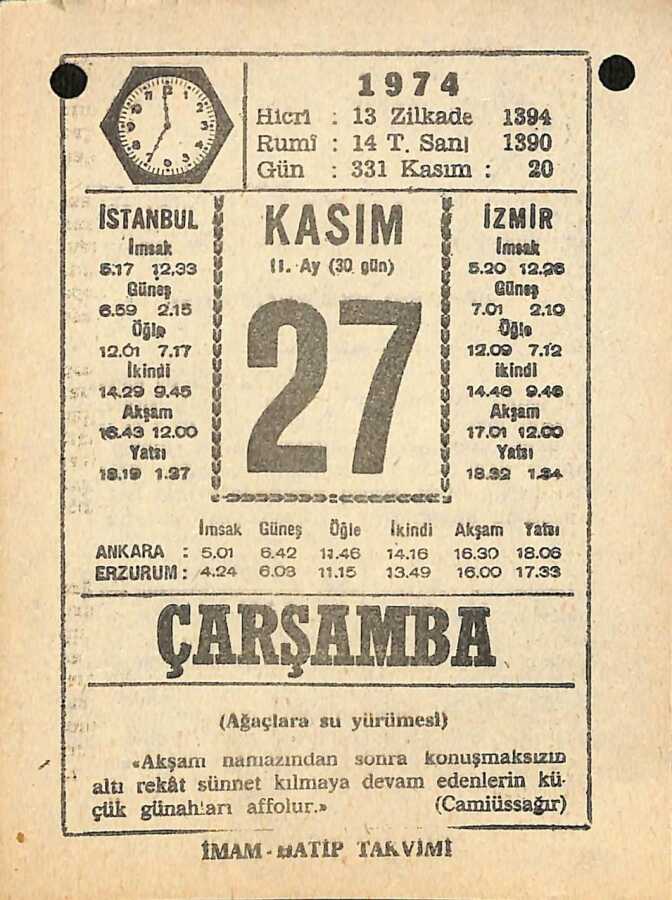 1974
Hicrî : 13 Zilkade 1394
Rumî : 14 T. Sani 1390
Gün : 331 Kasım : 20
İSTANBUL
İmsak
5.17 12.33
Güneş
6.59 2.15
Öğle
12.01 7.17
İkindi
14.29 9.45
Akşam
16.43 12.00
Yatsı
18.19 1.37
KASIM
11. Ay (30 gün)
27
İZMİR
İmsak
5.20 12.26
Güneş
7.01 2.10
Öğle
12.09 7.12
İkindi
14.46 9.48
Akşam
17.01 12.00
Yatsı
18.32 1.34
İmsak Güneş Öğle İkindi Akşam Yatsı
ANKARA : 5.01 6.42 11.46 14.16 16.30 18.06
ERZURUM : 4.24 6.03 11.15 13.49 16.00 17.33
ÇARŞAMBA
(Ağaçlara su yürümesi)
«Akşam namazından sonra konuşmaksızın
altı rekât sünnet kılmaya devam edenlerin kü-
çük günahları affolur.» (Camiüssağır)
İMAM - HATİP TAKVİMİ